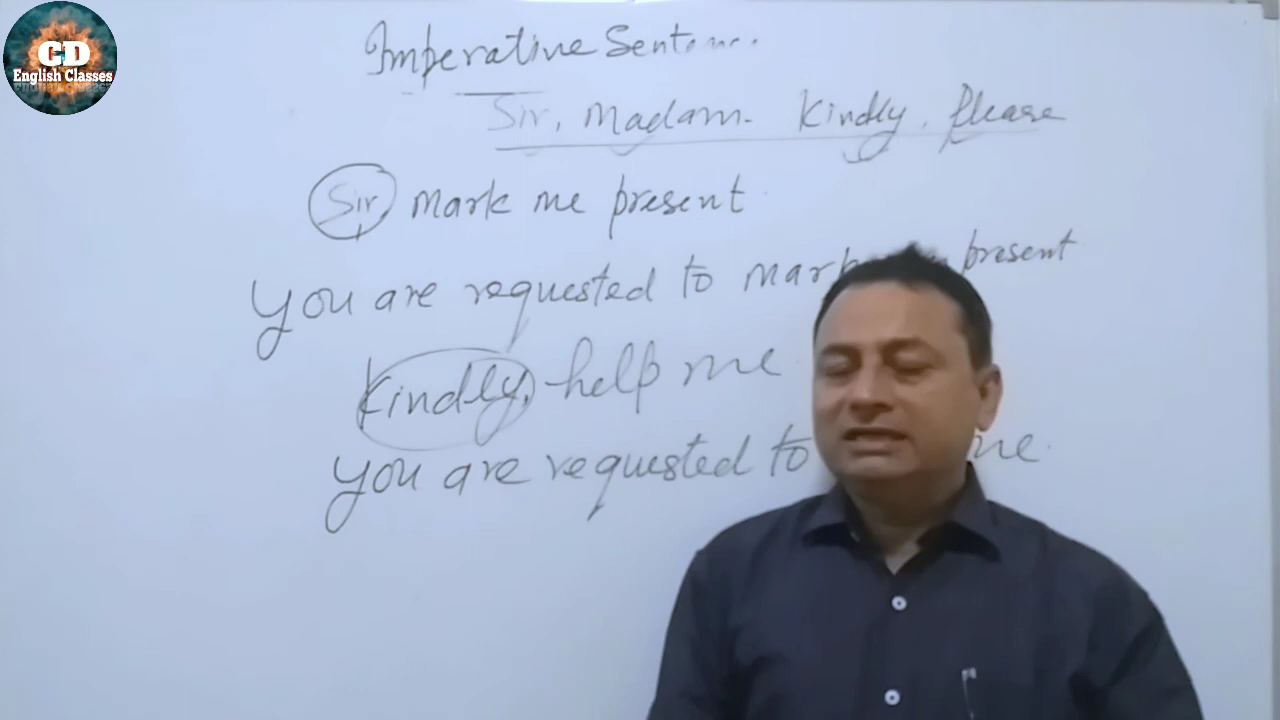 CD
English Classes
Imperative Sentenc.
Sir, Madam. Kindly, Please
Sir, mark me present.
You are requested to mark present
Kindly, help me
you are requested to me.